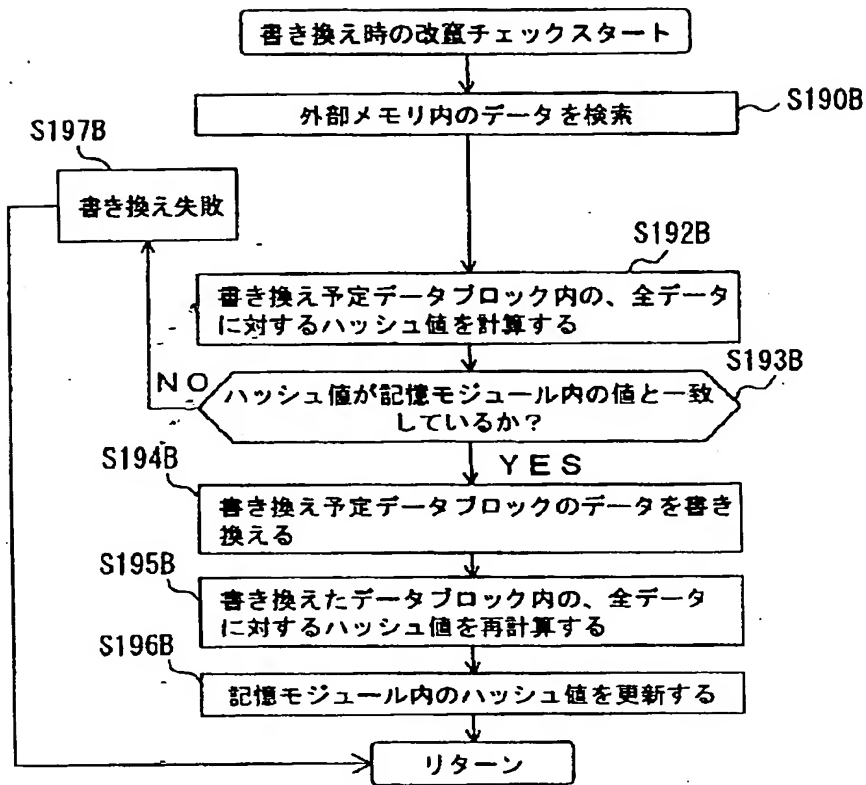 書き換え時の改竄チェックスタート
S190B
外部メモリ内のデータを検索
S197B
書き換え失敗
S192B
書き換え予定データブロック内の、全データ
に対するハッシュ値を計算する
S193B
NO
ハッシュ値が記憶モジュール内の値と一致
しているか?
YES
S194B
書き換え予定データブロックのデータを書き
換える
S195B
書き換えたデータブロック内の、全データ
に対するハッシュ値を再計算する
S196B
記憶モジュール内のハッシュ値を更新する
リターン